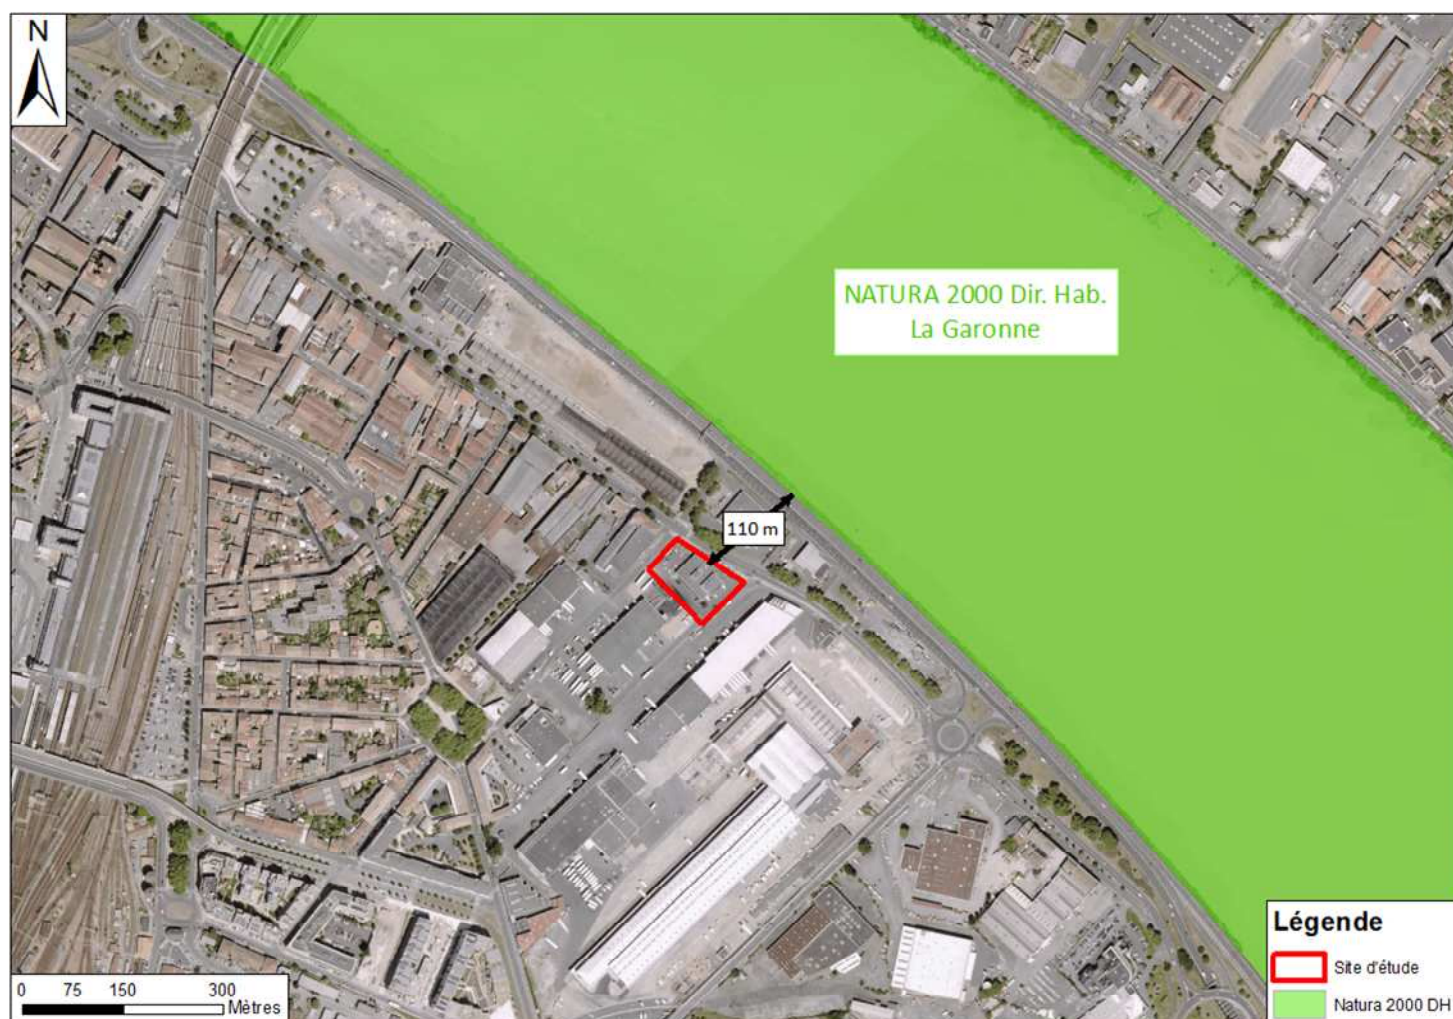 N
NATURA 2000 Dir. Hab.
La Garonne
110 m
Légende
Site d'étude
Natura 2000 DH
0 75 150 300
Mètres